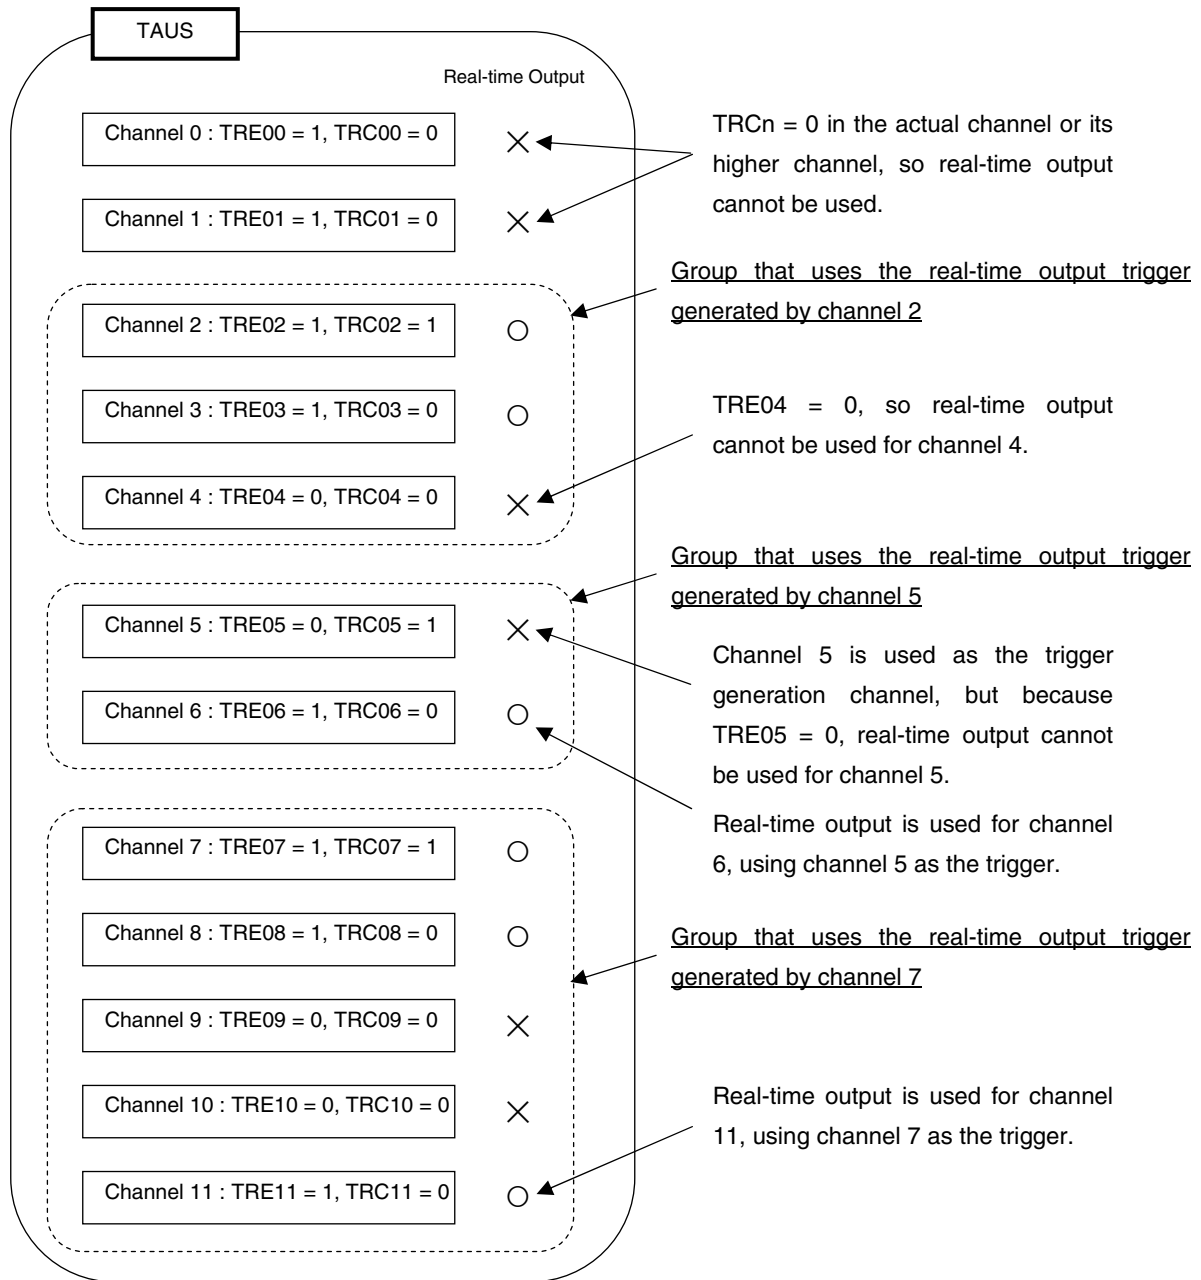 TAUS
Real-time Output
Channel 0 : TRE00 = 1, TRC00 = 0
TRCn = 0 in the actual channel or its
higher channel, so real-time output
cannot be used.
Channel 1 : TRE01 = 1, TRC01 = 0
Group that uses the real-time output trigger
generated by channel 2
Channel 2 : TRE02 = 1, TRC02 = 1
Channel 3 : TRE03 = 1, TRC03 = 0
TRE04 = 0, so real-time output
cannot be used for channel 4.
Channel 4 : TRE04 = 0, TRC04 = 0
Group that uses the real-time output trigger
generated by channel 5
Channel 5 : TRE05 = 0, TRC05 = 1
Channel 5 is used as the trigger
generation channel, but because
TRE05 = 0, real-time output cannot
be used for channel 5.
Channel 6 : TRE06 = 1, TRC06 = 0
Real-time output is used for channel
6, using channel 5 as the trigger.
Channel 7 : TRE07 = 1, TRC07 = 1
Channel 8 : TRE08 = 1, TRC08 = 0
Group that uses the real-time output trigger
generated by channel 7
Channel 9 : TRE09 = 0, TRC09 = 0
Channel 10 : TRE10 = 0, TRC10 = 0
Real-time output is used for channel
11, using channel 7 as the trigger.
Channel 11 : TRE11 = 1, TRC11 = 0